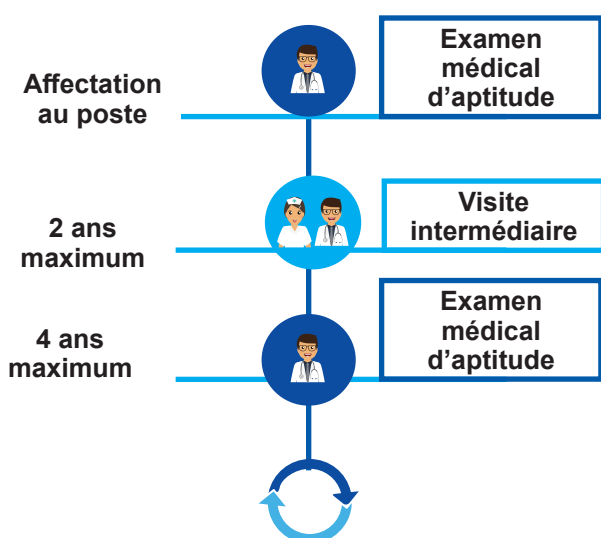 Affectation
au poste
Examen
médical
d’aptitude
2 ans
maximum
Visite
intermédiaire
4 ans
maximum
Examen
médical
d’aptitude